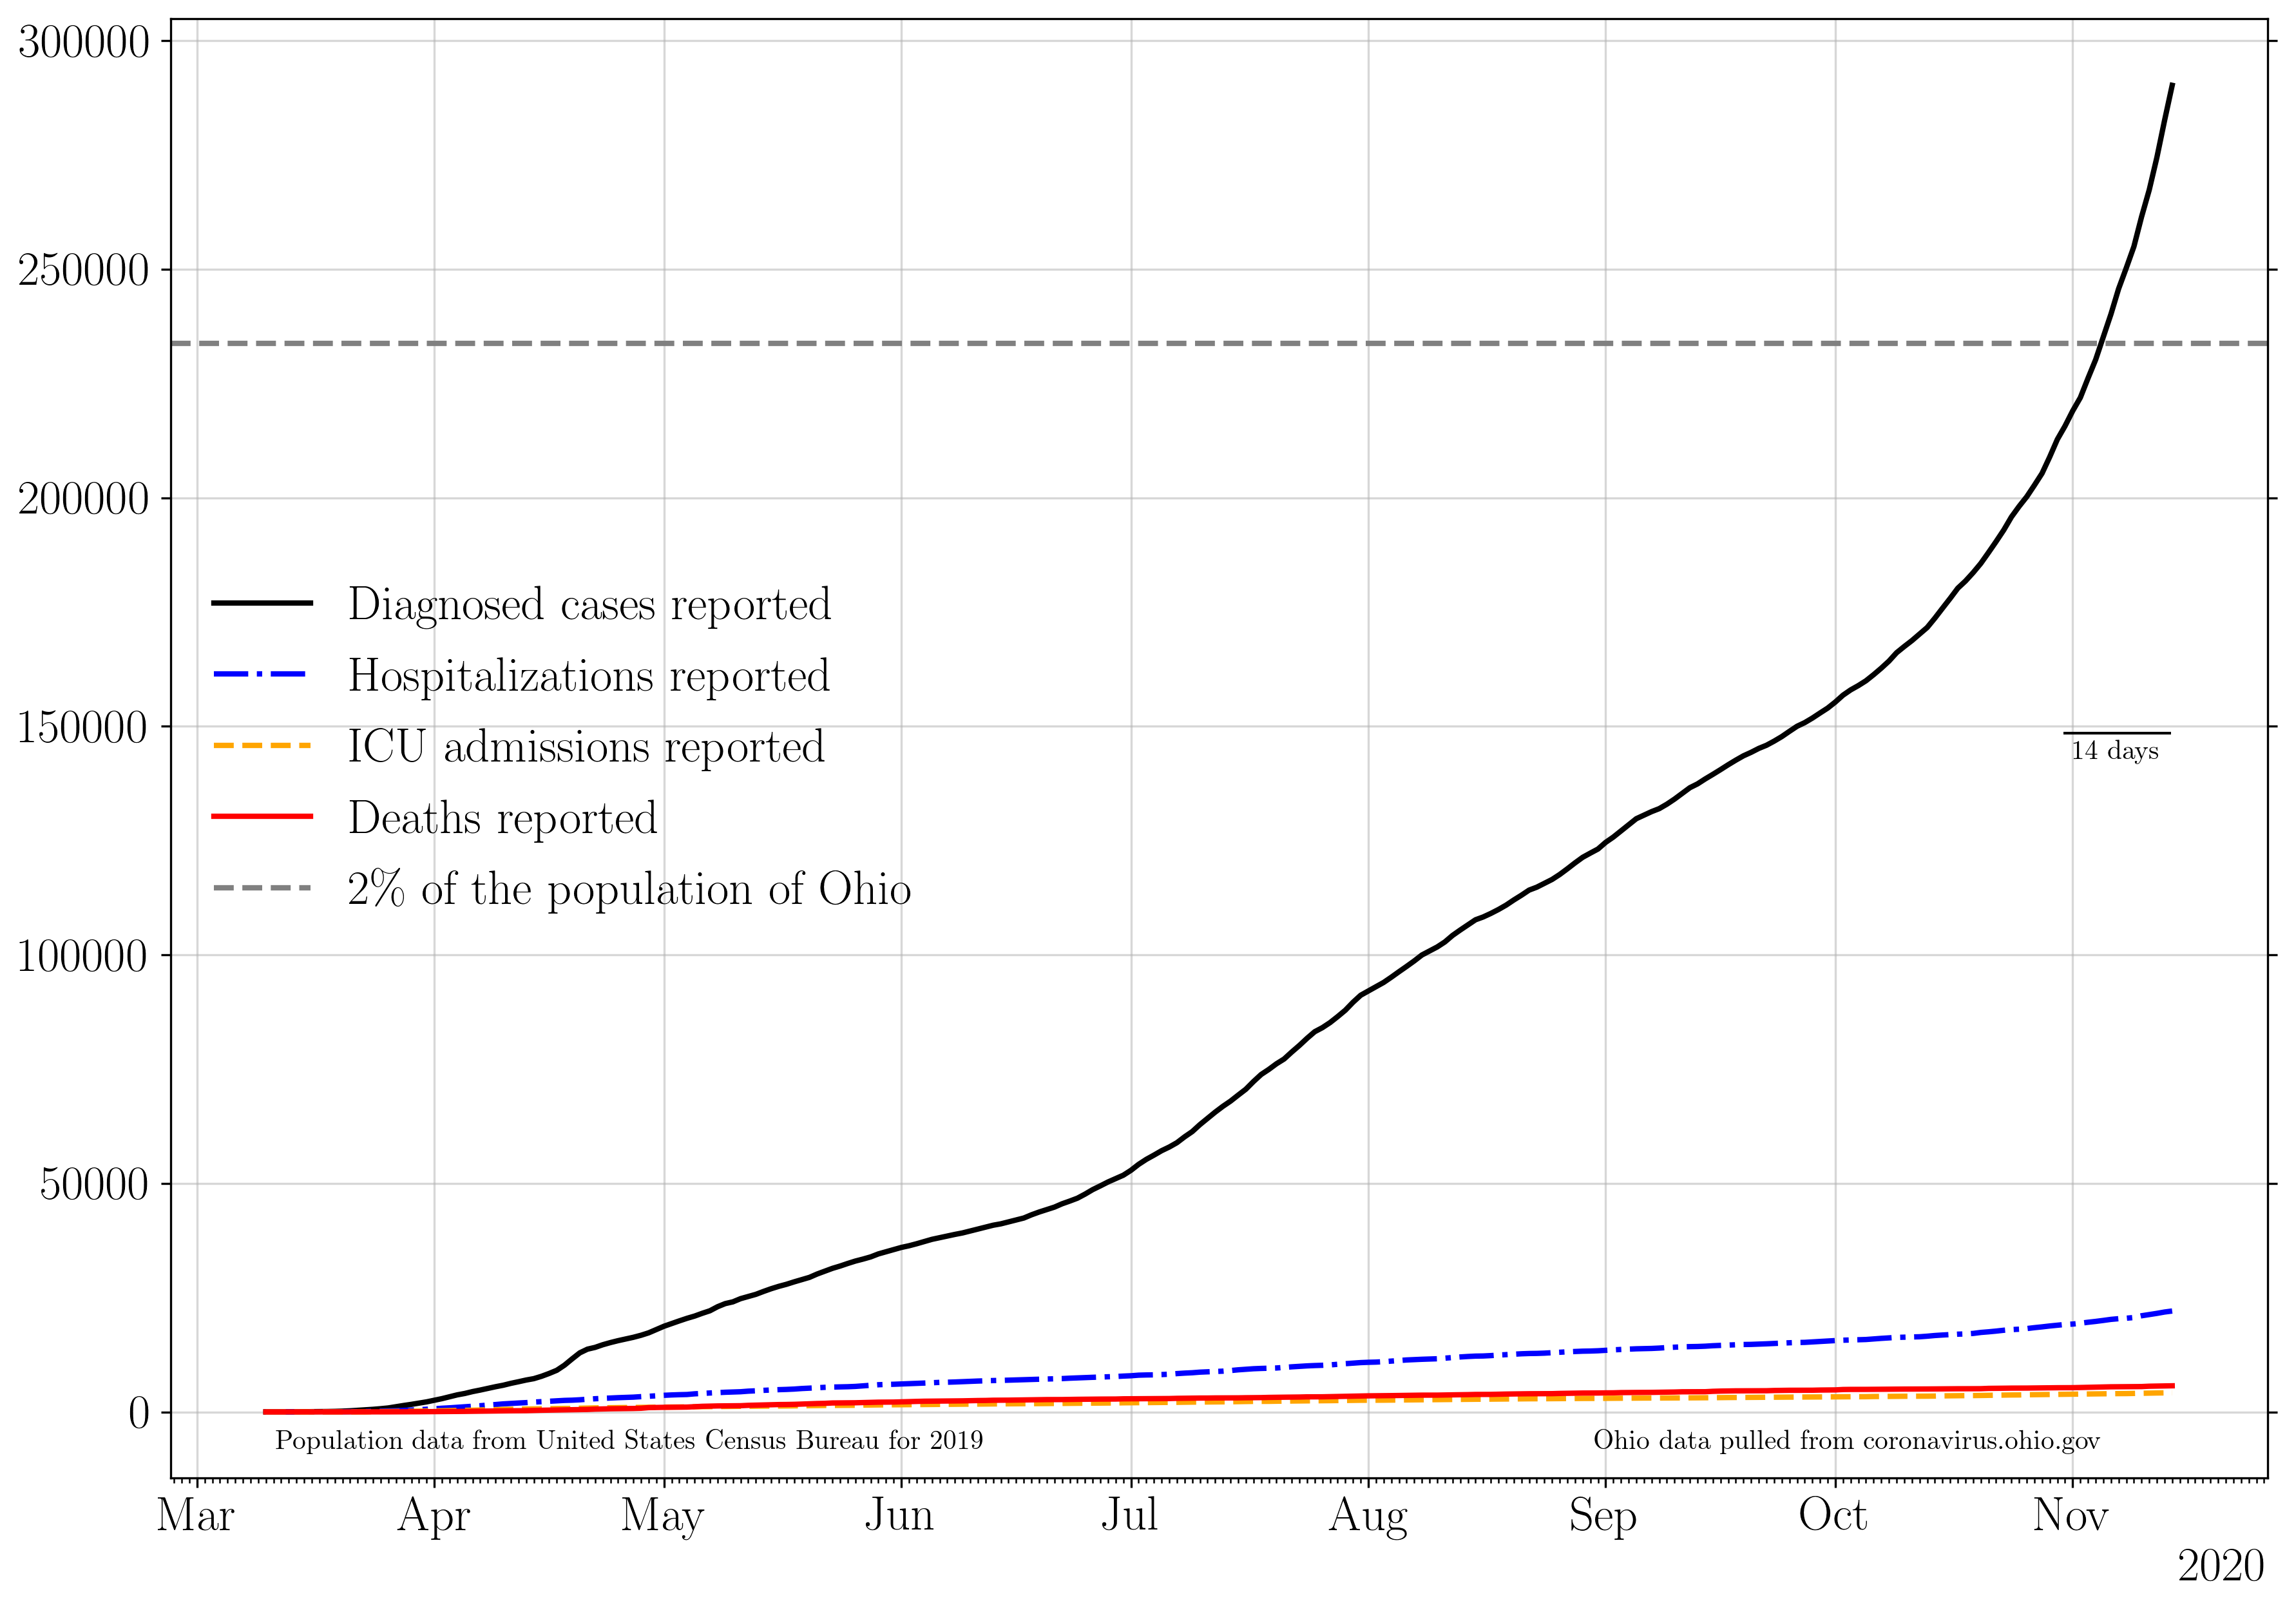 300000
250000
200000
150000
100000
50000
0
Diagnosed cases reported
Hospitalizations reported
ICU admissions reported
Deaths reported
2% of the population of Ohio
14 days
Population data from United States Census Bureau for 2019
Ohio data pulled from coronavirus.ohio.gov
Mar Apr May Jun Jul Aug Sep Oct Nov
2020